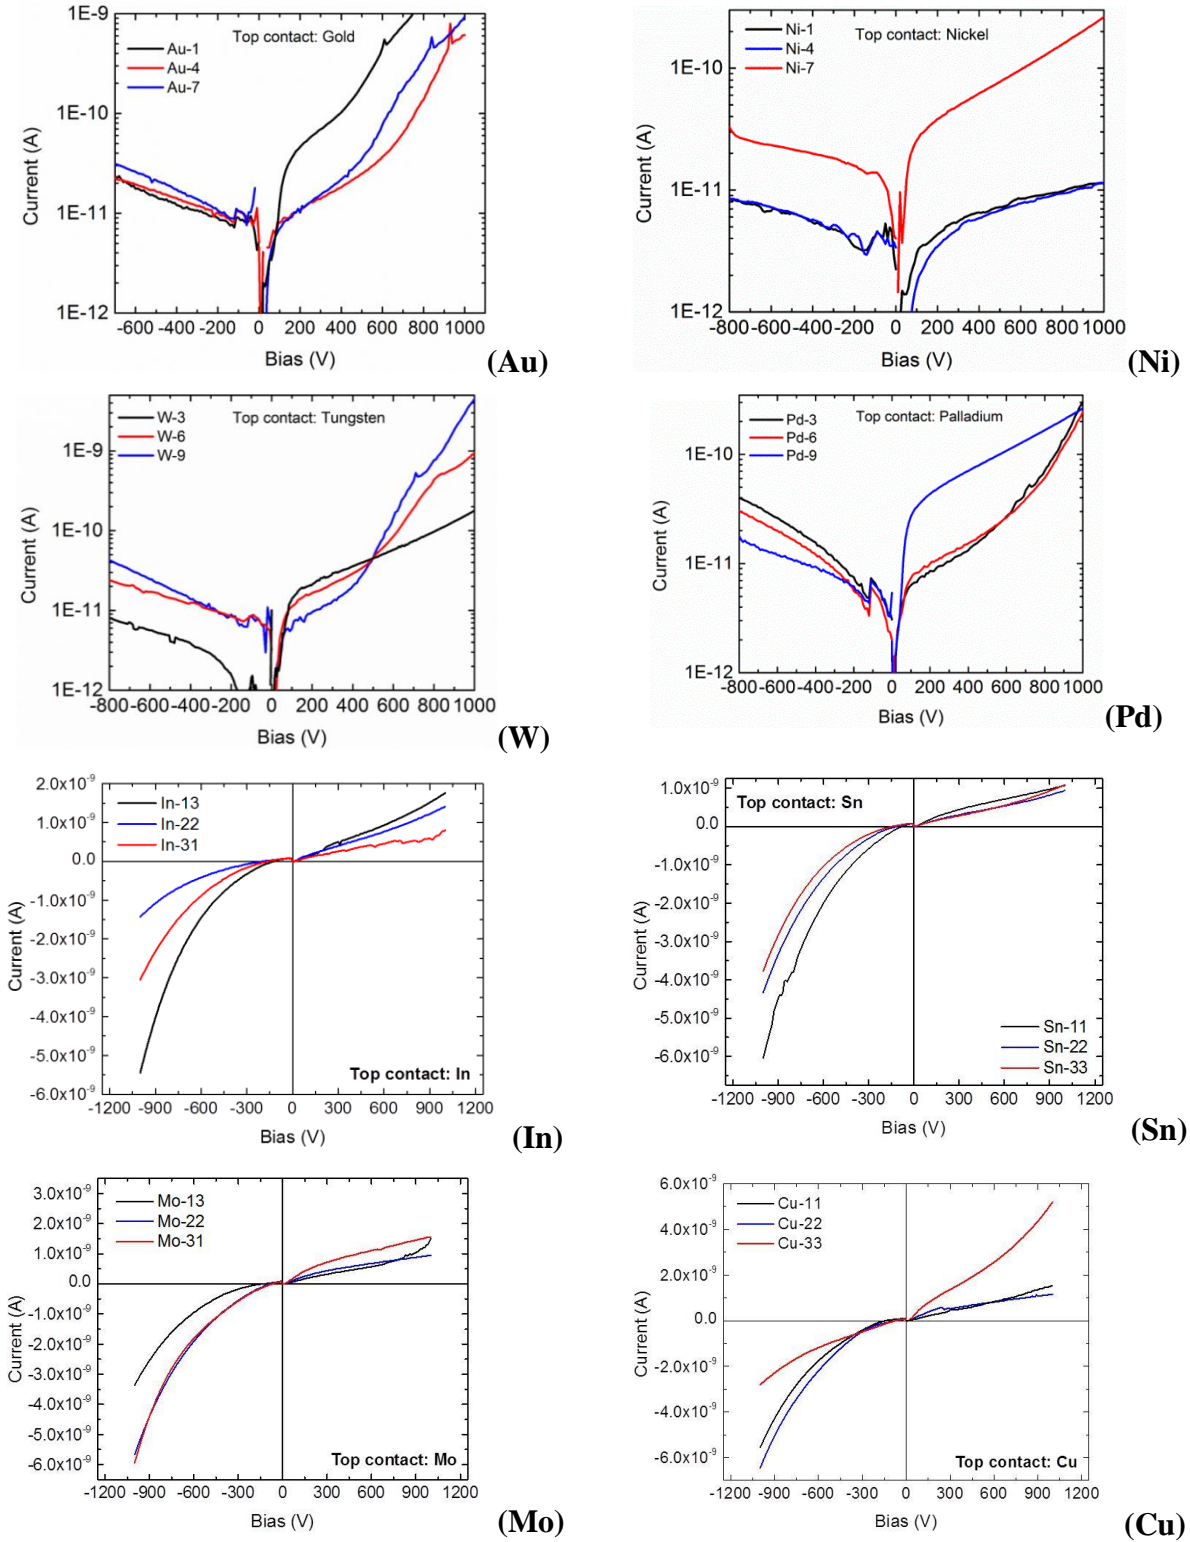 1E-9
1E-10
1E-11
1E-12
Current (A)
Top contact: Gold
Au-1
Au-4
Au-7
-600 -400 -200 0 200 400 600 800 1000
Bias (V)
(Au)
1E-10
1E-11
1E-12
Current (A)
Top contact: Nickel
Ni-1
Ni-4
Ni-7
-800 -600 -400 -200 0 200 400 600 800 1000
Bias (V)
(Ni)
1E-9
1E-10
1E-11
1E-12
Current (A)
Top contact: Tungsten
W-3
W-6
W-9
-800 -600 -400 -200 0 200 400 600 800 1000
Bias (V)
(W)
1E-10
1E-11
1E-12
Current (A)
Top contact: Palladium
Pd-3
Pd-6
Pd-9
-800 -600 -400 -200 0 200 400 600 800 1000
Bias (V)
(Pd)
2.0x10⁻⁹
1.0x10⁻⁹
0.0
-1.0x10⁻⁹
-2.0x10⁻⁹
-3.0x10⁻⁹
-4.0x10⁻⁹
-5.0x10⁻⁹
-6.0x10⁻⁹
Current (A)
In-13
In-22
In-31
Top contact: In
-1200 -900 -600 -300 0 300 600 900 1200
Bias (V)
(In)
1.0x10⁻⁹
0.0
-1.0x10⁻⁹
-2.0x10⁻⁹
-3.0x10⁻⁹
-4.0x10⁻⁹
-5.0x10⁻⁹
-6.0x10⁻⁹
Current (A)
Top contact: Sn
Sn-11
Sn-22
Sn-33
-1200 -900 -600 -300 0 300 600 900 1200
Bias (V)
(Sn)
3.0x10⁻⁹
2.0x10⁻⁹
1.0x10⁻⁹
0.0
-1.0x10⁻⁹
-2.0x10⁻⁹
-3.0x10⁻⁹
-4.0x10⁻⁹
-5.0x10⁻⁹
-6.0x10⁻⁹
Current (A)
Mo-13
Mo-22
Mo-31
Top contact: Mo
-1200 -900 -600 -300 0 300 600 900 1200
Bias (V)
(Mo)
6.0x10⁻⁹
4.0x10⁻⁹
2.0x10⁻⁹
0.0
-2.0x10⁻⁹
-4.0x10⁻⁹
-6.0x10⁻⁹
Current (A)
Cu-11
Cu-22
Cu-33
Top contact: Cu
-1200 -900 -600 -300 0 300 600 900 1200
Bias (V)
(Cu)